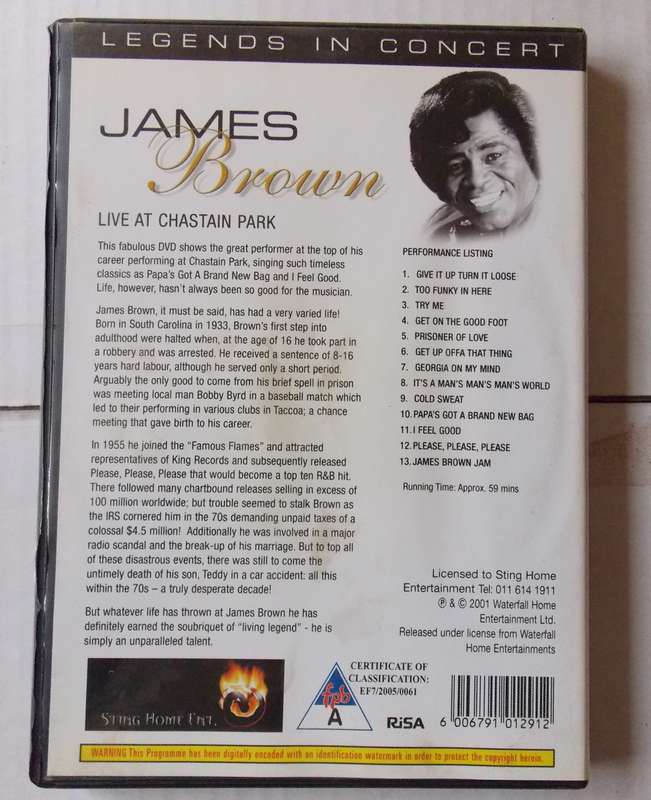 LEGENDS IN CONCERT
JAMES
Brown
LIVE AT CHASTAIN PARK
This fabulous DVD shows the great performer at the top of his
career performing at Chastain Park, singing such timeless
classics as Papa's Got A Brand New Bag and I Feel Good.
Life, however, hasn't always been so good for the musician.
James Brown, it must be said, has had a very varied life!
Born in South Carolina in 1933, Brown's first step into
adulthood were halted when, at the age of 16 he took part in
a robbery and was arrested. He received a sentence of 8-16
years hard labour, although he served only a short period.
Arguably the only good to come from his brief spell in prison
was meeting local man Bobby Byrd in a baseball match which
led to their performing in various clubs in Taccoa; a chance
meeting that gave birth to his career.
In 1955 he joined the "Famous Flames" and attracted
representatives of King Records and subsequently released
Please, Please, Please that would become a top ten R&B hit.
There followed many chartbound releases selling in excess of
100 million worldwide; but trouble seemed to stalk Brown as
the IRS cornered him in the 70s demanding unpaid taxes of a
colossal $4.5 million! Additionally he was involved in a major
radio scandal and the break-up of his marriage. But to top all
of these disastrous events, there was still to come the
untimely death of his son, Teddy in a car accident: all this
within the 70s – a truly desperate decade!
But whatever life has thrown at James Brown he has
definitely earned the soubriquet of "living legend" - he is
simply an unparalleled talent.
PERFORMANCE LISTING
1. GIVE IT UP TURN IT LOOSE
2. TOO FUNKY IN HERE
3. TRY ME
4. GET ON THE GOOD FOOT
5. PRISONER OF LOVE
6. GET UP OFFA THAT THING
7. GEORGIA ON MY MIND
8. IT'S A MAN'S MAN'S MAN'S WORLD
9. COLD SWEAT
10. PAPA'S GOT A BRAND NEW BAG
11. I FEEL GOOD
12. PLEASE, PLEASE, PLEASE
13. JAMES BROWN JAM
Running Time: Approx. 59 mins
Licensed to Sting Home
Entertainment Tel: 011 614 1911
℗ & © 2001 Waterfall Home
Entertainment Ltd.
Released under license from Waterfall
Home Entertainments
STING HOME ENT.
fpb
A
CERTIFICATE OF
CLASSIFICATION:
EF7/2005/0061
RiSA
6 006791 012912
WARNING This Programme has been digitally encoded with an identification watermark in order to protect the copyright herein.